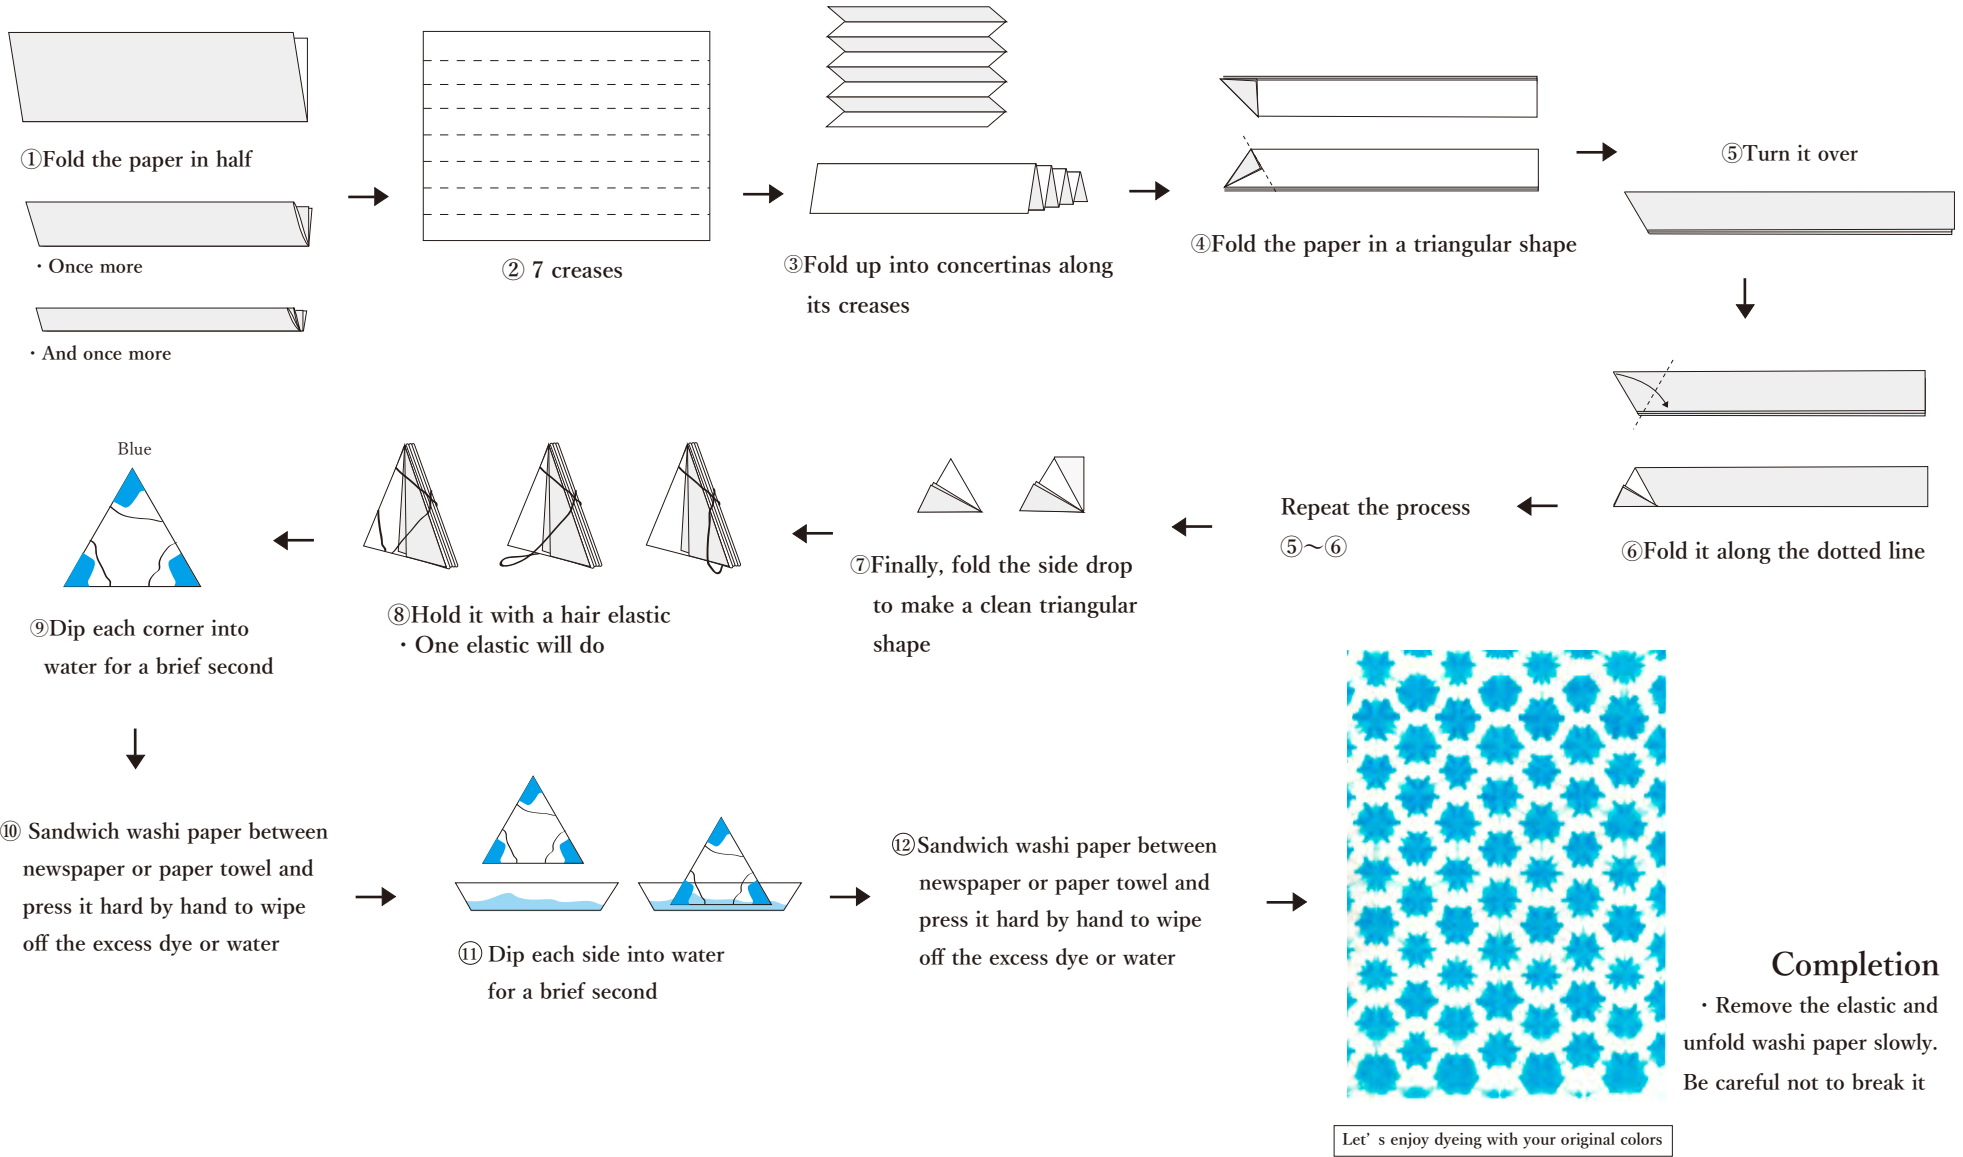 ①Fold the paper in half
・Once more
・And once more
② 7 creases
③Fold up into concertinas along
its creases
④Fold the paper in a triangular shape
⑤Turn it over
⑥Fold it along the dotted line
Repeat the process
⑤～⑥
⑦Finally, fold the side drop
to make a clean triangular
shape
⑧Hold it with a hair elastic
・One elastic will do
Blue
⑨Dip each corner into
water for a brief second
⑩ Sandwich washi paper between
newspaper or paper towel and
press it hard by hand to wipe
off the excess dye or water
⑪ Dip each side into water
for a brief second
⑫Sandwich washi paper between
newspaper or paper towel and
press it hard by hand to wipe
off the excess dye or water
Completion
・Remove the elastic and
unfold washi paper slowly.
Be careful not to break it
Let’ s enjoy dyeing with your original colors